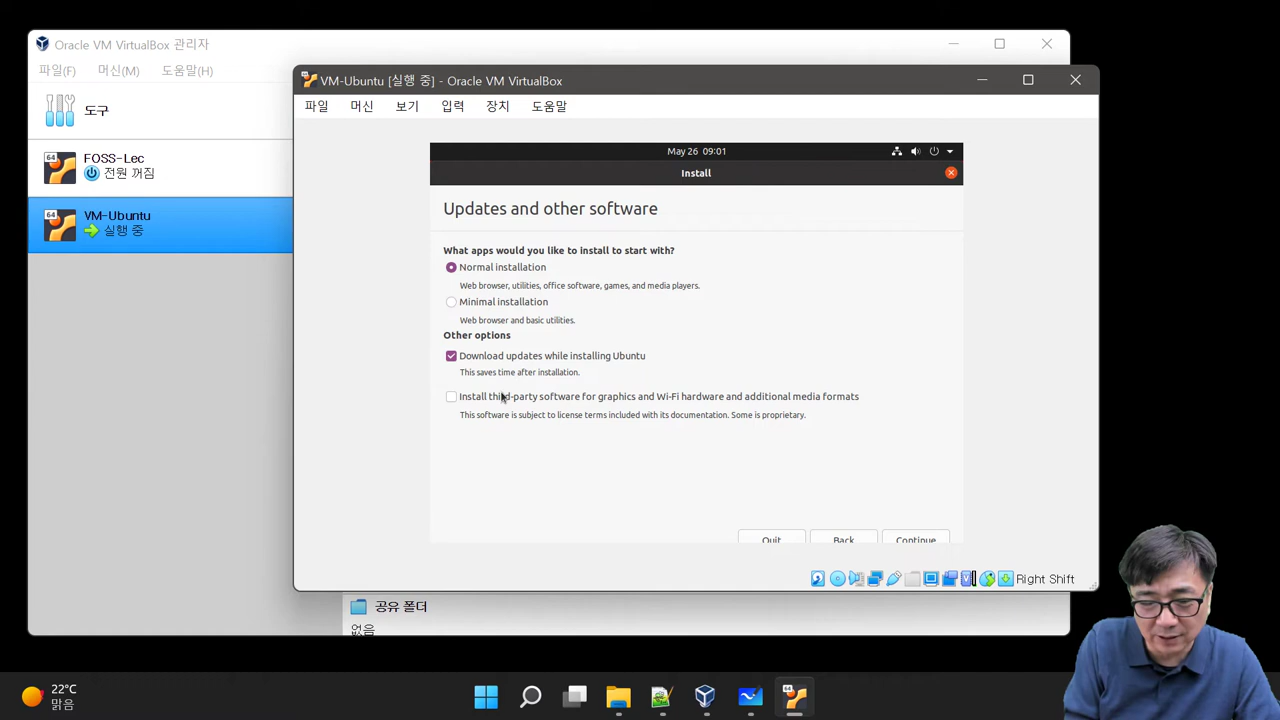 Oracle VM VirtualBox 관리자
파일(F) 머신(M) 도움말(H)
도구
64 FOSS-Lec
전원 꺼짐
64 VM-Ubuntu
실행 중
VM-Ubuntu [실행 중] - Oracle VM VirtualBox
파일 머신 보기 입력 장치 도움말
May 26 09:01
Install
Updates and other software
What apps would you like to install to start with?
Normal installation
Web browser, utilities, office software, games, and media players.
Minimal installation
Web browser and basic utilities.
Other options
Download updates while installing Ubuntu
This saves time after installation.
Install third-party software for graphics and Wi-Fi hardware and additional media formats
This software is subject to license terms included with its documentation. Some is proprietary.
Quit Back Continue
Right Shift
공유 폴더
없음
22°C
맑음